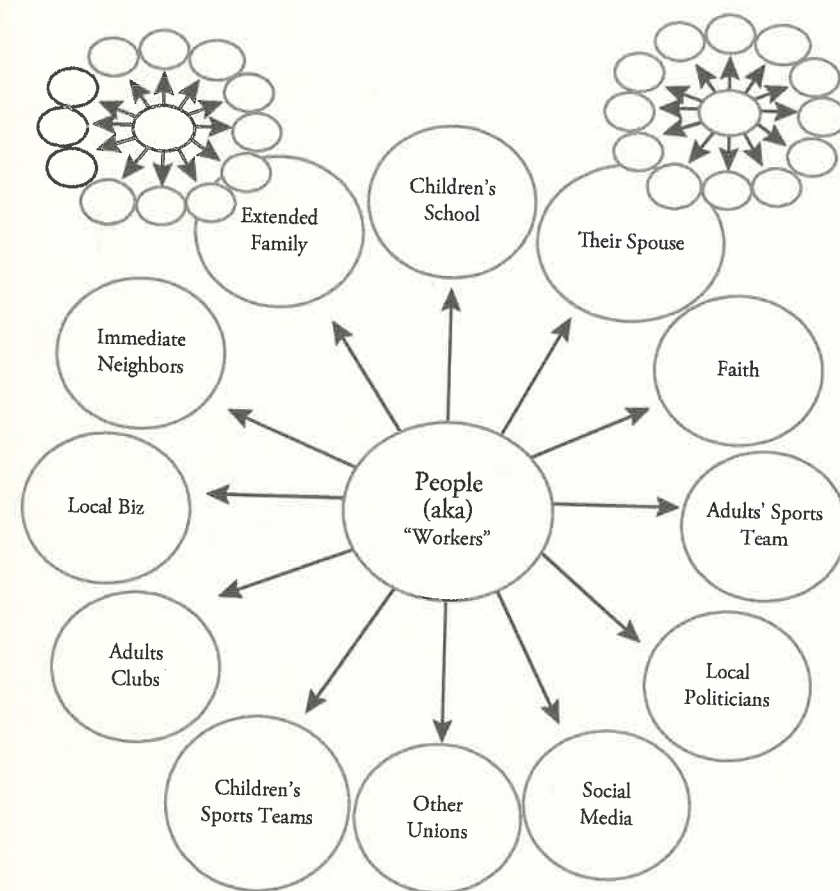 Children's
School
Extended
Family
Their Spouse
Immediate
Neighbors
Faith
People
(aka)
"Workers"
Local Biz
Adults' Sports
Team
Adults
Clubs
Local
Politicians
Children's
Sports Teams
Other
Unions
Social
Media